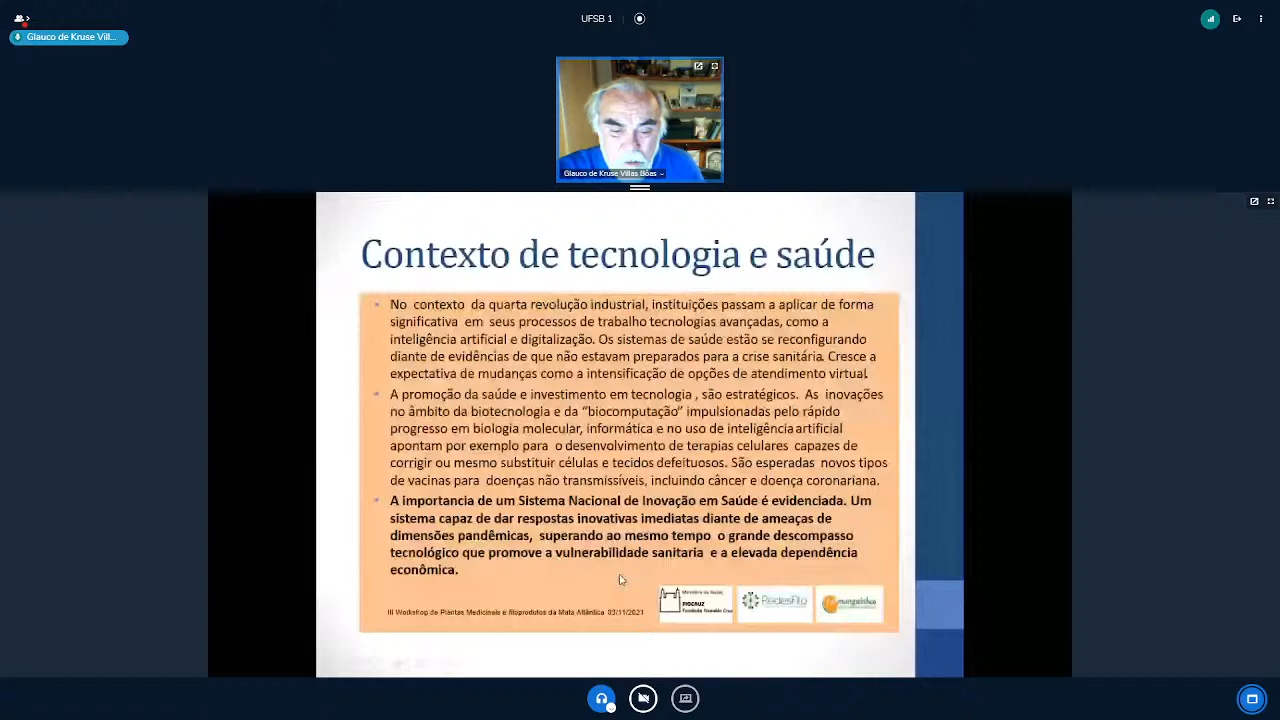 UFSB 1
Glauco de Kruse Vill...
Glauco de Kruse Villas Bôas
Contexto de tecnologia e saúde
No contexto da quarta revolução industrial, instituições passam a aplicar de forma
significativa em seus processos de trabalho tecnologias avançadas, como a
inteligência artificial e digitalização. Os sistemas de saúde estão se reconfigurando
diante de evidências de que não estavam preparados para a crise sanitária. Cresce a
expectativa de mudanças como a intensificação de opções de atendimento virtual.
A promoção da saúde e investimento em tecnologia , são estratégicos. As inovações
no âmbito da biotecnologia e da “biocomputação” impulsionadas pelo rápido
progresso em biologia molecular, informática e no uso de inteligência artificial
apontam por exemplo para o desenvolvimento de terapias celulares capazes de
corrigir ou mesmo substituir células e tecidos defeituosos. São esperadas novos tipos
de vacinas para doenças não transmissíveis, incluindo câncer e doença coronariana.
A importancia de um Sistema Nacional de Inovação em Saúde é evidenciada. Um
sistema capaz de dar respostas inovativas imediatas diante de ameaças de
dimensões pandêmicas, superando ao mesmo tempo o grande descompasso
tecnológico que promove a vulnerabilidade sanitaria e a elevada dependência
econômica.
III Workshop de Plantas Medicinais e fitoprodutos da Mata Atlântica 03/11/2021
Ministério da Saúde
FIOCRUZ
Fundação Oswaldo Cruz
RedesFito
manguinhos